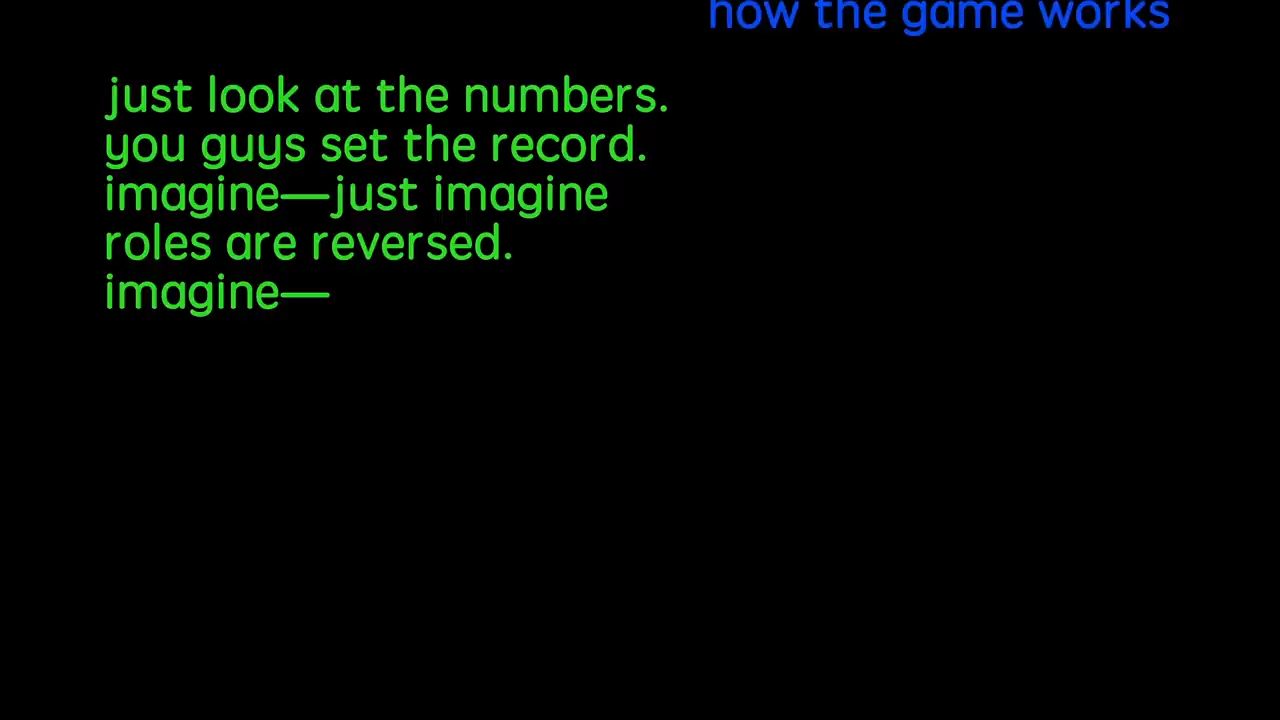 how the game works
just look at the numbers.
you guys set the record.
imagine—just imagine
roles are reversed.
imagine—